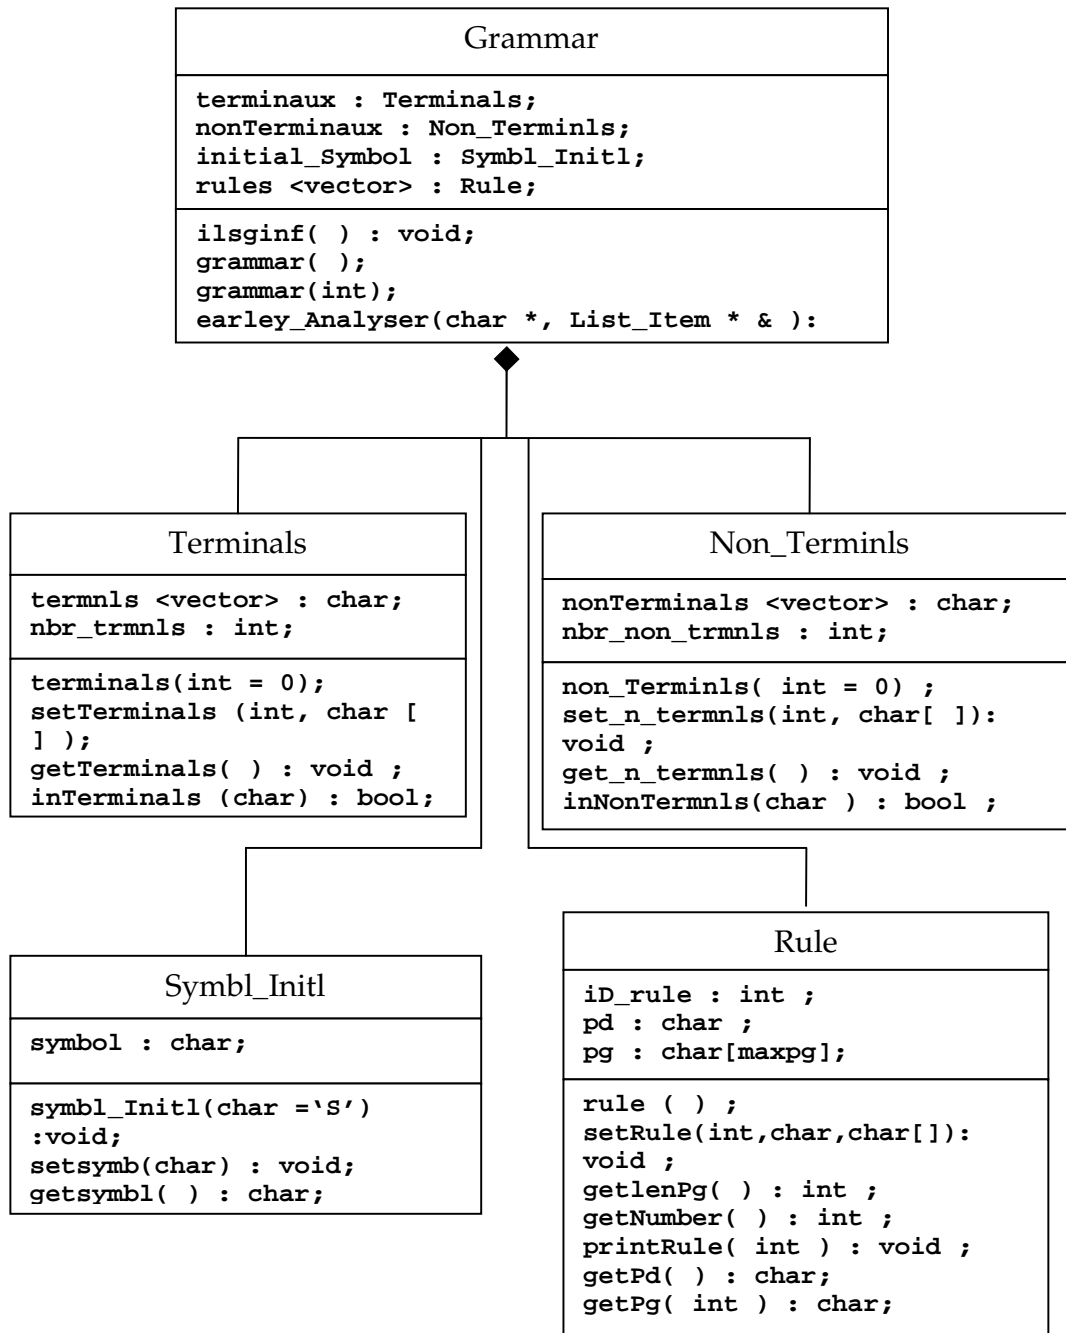 Grammar
terminaux : Terminals;
nonTerminaux : Non_Terminls;
initial_Symbol : Symbl_Initl;
rules <vector> : Rule;
ilsginf( ) : void;
grammar( );
grammar(int);
earley_Analyser(char *, List_Item * & ):
Terminals
termnls <vector> : char;
nbr_trmnls : int;
terminals(int = 0);
setTerminals (int, char [
] );
getTerminals( ) : void ;
inTerminals (char) : bool;
Non_Terminls
nonTerminals <vector> : char;
nbr_non_trmnls : int;
non_Terminls( int = 0) ;
set_n_termnls(int, char[ ]):
void ;
get_n_termnls( ) : void ;
inNonTermnls(char ) : bool ;
Symbl_Initl
symbol : char;
symbl_Initl(char =‘S’)
:void;
setsymb(char) : void;
getsymbl( ) : char;
Rule
iD_rule : int ;
pd : char ;
pg : char[maxpg];
rule ( ) ;
setRule(int,char,char[]):
void ;
getlenPg( ) : int ;
getNumber( ) : int ;
printRule( int ) : void ;
getPd( ) : char;
getPg( int ) : char;